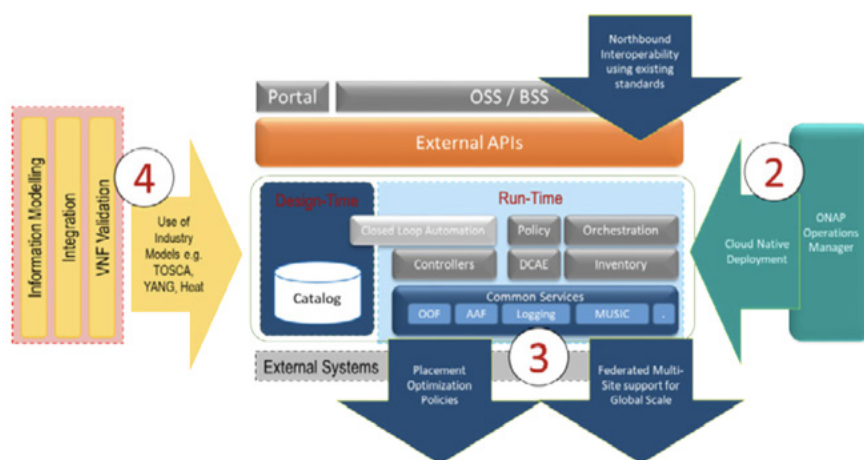 Northbound
Interoperability
using existing
standards
Portal
OSS / BSS
External APIs
4
2
Information Modelling
Integration
VNF Validation
Use of
Industry
Models e.g.
TOSCA,
YANG, Heat
Design-Time
Run-Time
Closed Loop Automation
Policy
Orchestration
Controllers
DCAE
Inventory
Catalog
Common Services
OOF
AAF
Logging
MUSIC
.
Cloud Native
Deployment
ONAP
Operations
Manager
External Systems
3
Placement
Optimization
Policies
Federated Multi-
Site support for
Global Scale